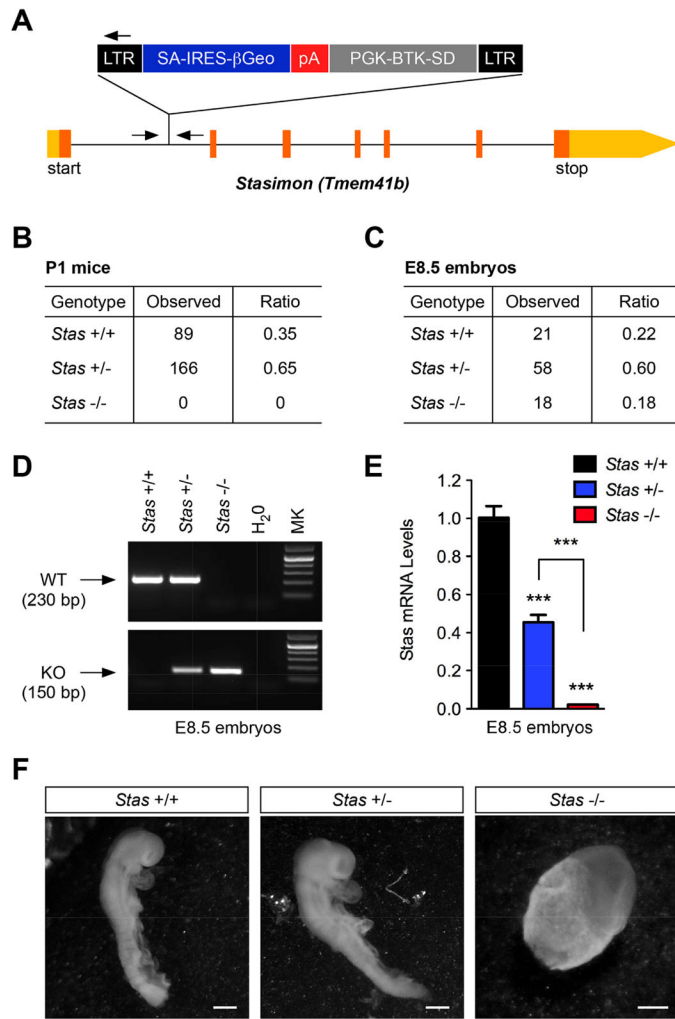 A
LTR SA-IRES-βGeo pA PGK-BTK-SD LTR
start
stop
Stasimon (Tmem41b)
B
P1 mice
Genotype Observed Ratio
Stas +/+ 89 0.35
Stas +/- 166 0.65
Stas -/- 0 0
C
E8.5 embryos
Genotype Observed Ratio
Stas +/+ 21 0.22
Stas +/- 58 0.60
Stas -/- 18 0.18
D
Stas +/+ Stas +/- Stas -/- H20 MK
WT
(230 bp)
KO
(150 bp)
E8.5 embryos
E
Stas +/+
Stas +/-
Stas -/-
Stas mRNA Levels
1.2
1.0
0.8
0.6
0.4
0.2
0.0
***
***
***
E8.5 embryos
F
Stas +/+ Stas +/- Stas -/-